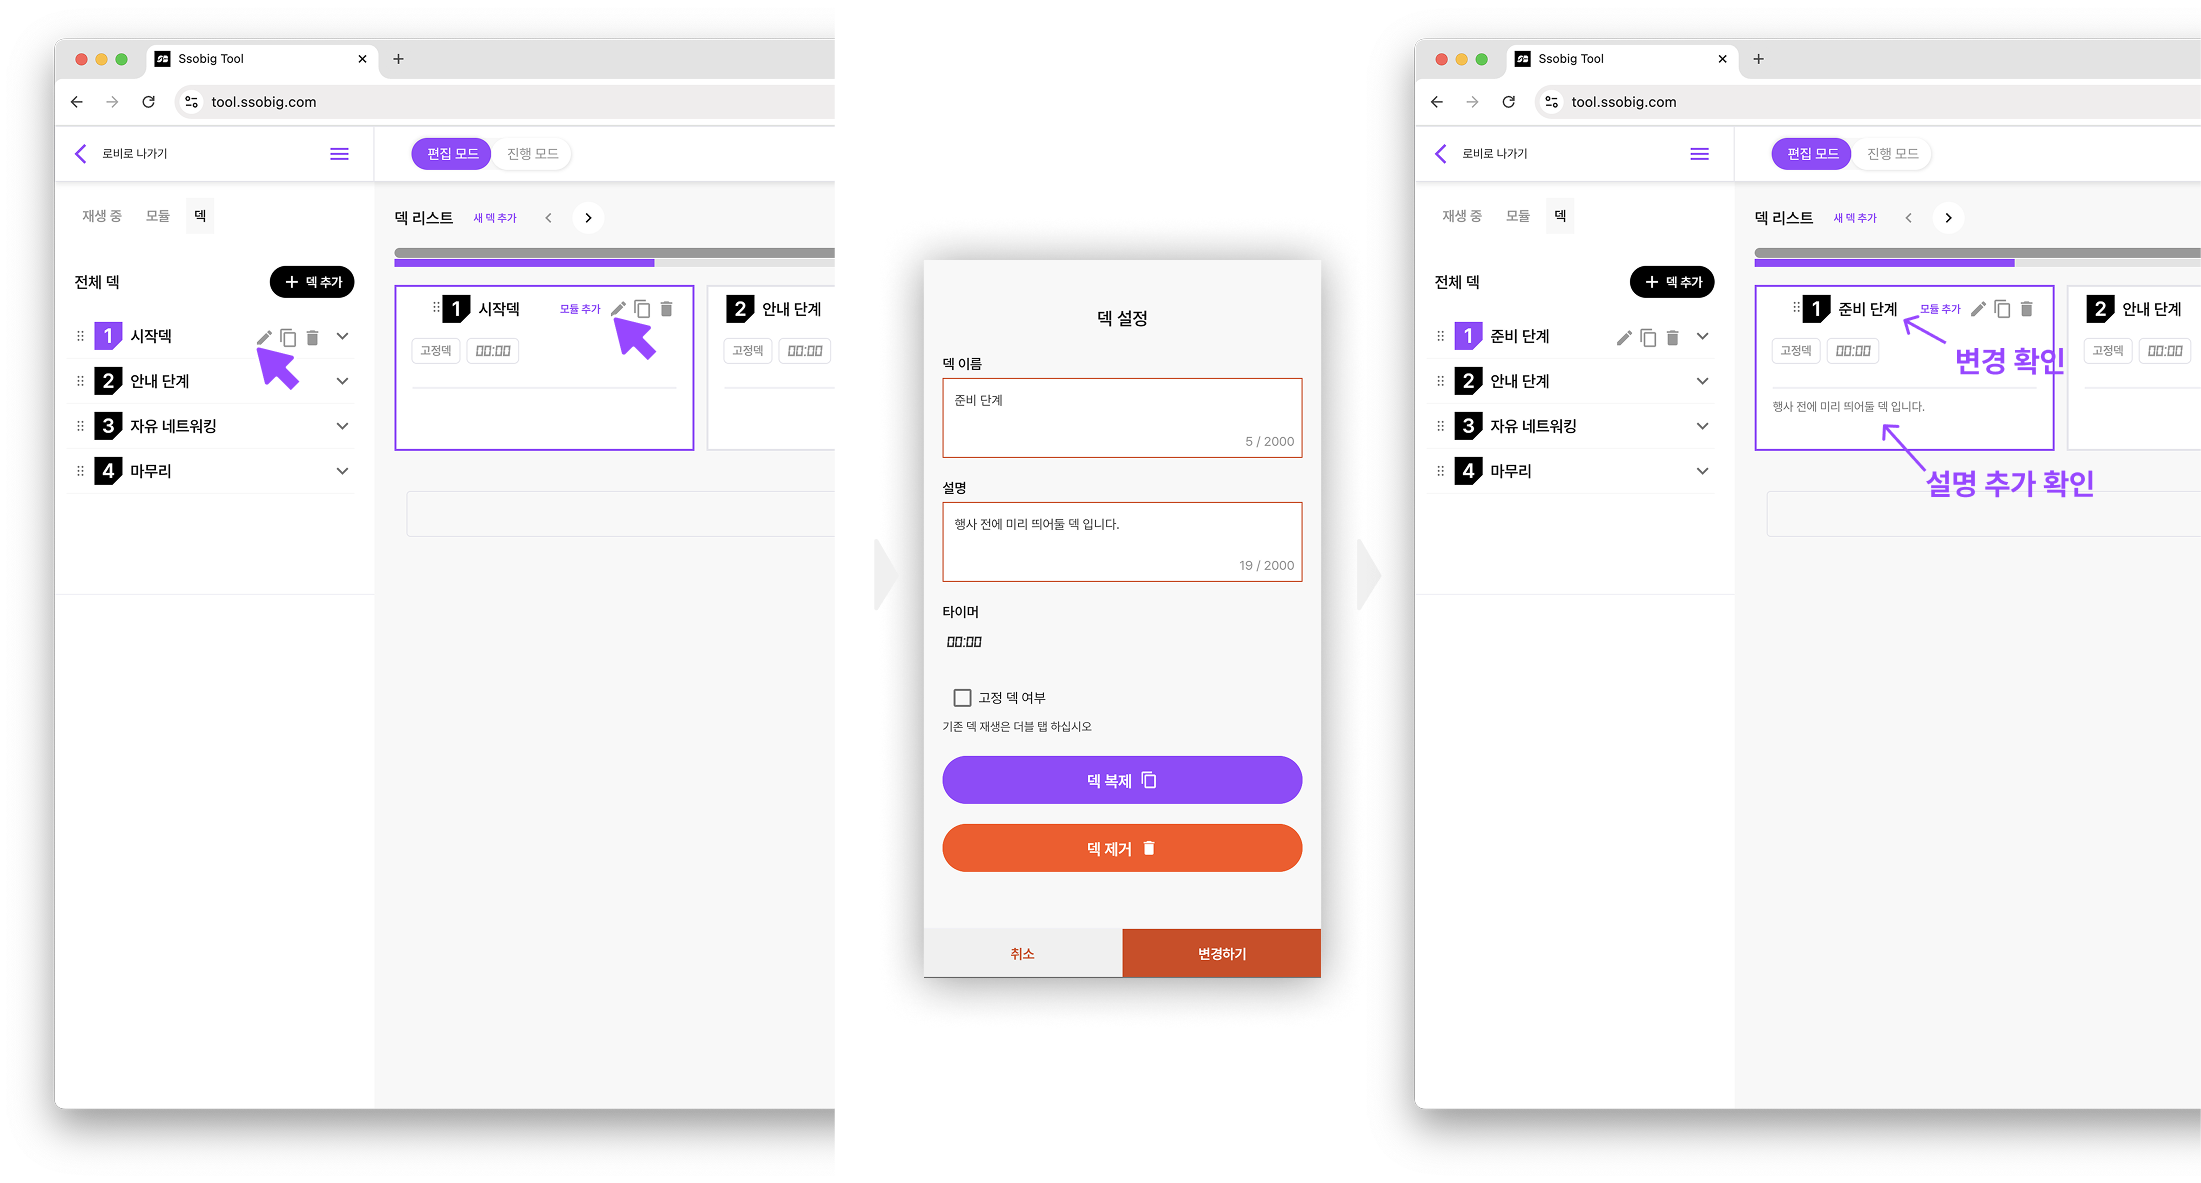 Ssobig Tool
tool.ssobig.com
로비로 나가기
편집 모드
진행 모드
재생 중
모듈
덱
전체 덱
덱 추가
1 시작덱
2 안내 단계
3 자유 네트워킹
4 마무리
덱 리스트
새 덱 추가
1 시작덱
모듈 추가
고정덱
00:00
2 안내 단계
고정덱
00:00
덱 설정
덱 이름
준비 단계
5 / 2000
설명
행사 전에 미리 띄어둘 덱 입니다.
19 / 2000
타이머
00:00
고정 덱 여부
기존 덱 재생은 더블 탭 하십시오
덱 복제
덱 제거
취소
변경하기
Ssobig Tool
tool.ssobig.com
로비로 나가기
편집 모드
진행 모드
재생 중
모듈
덱
전체 덱
덱 추가
1 준비 단계
2 안내 단계
3 자유 네트워킹
4 마무리
덱 리스트
새 덱 추가
1 준비 단계
모듈 추가
고정덱
00:00
변경 확인
행사 전에 미리 띄어둘 덱 입니다.
설명 추가 확인
2 안내 단계
고정덱
00:00